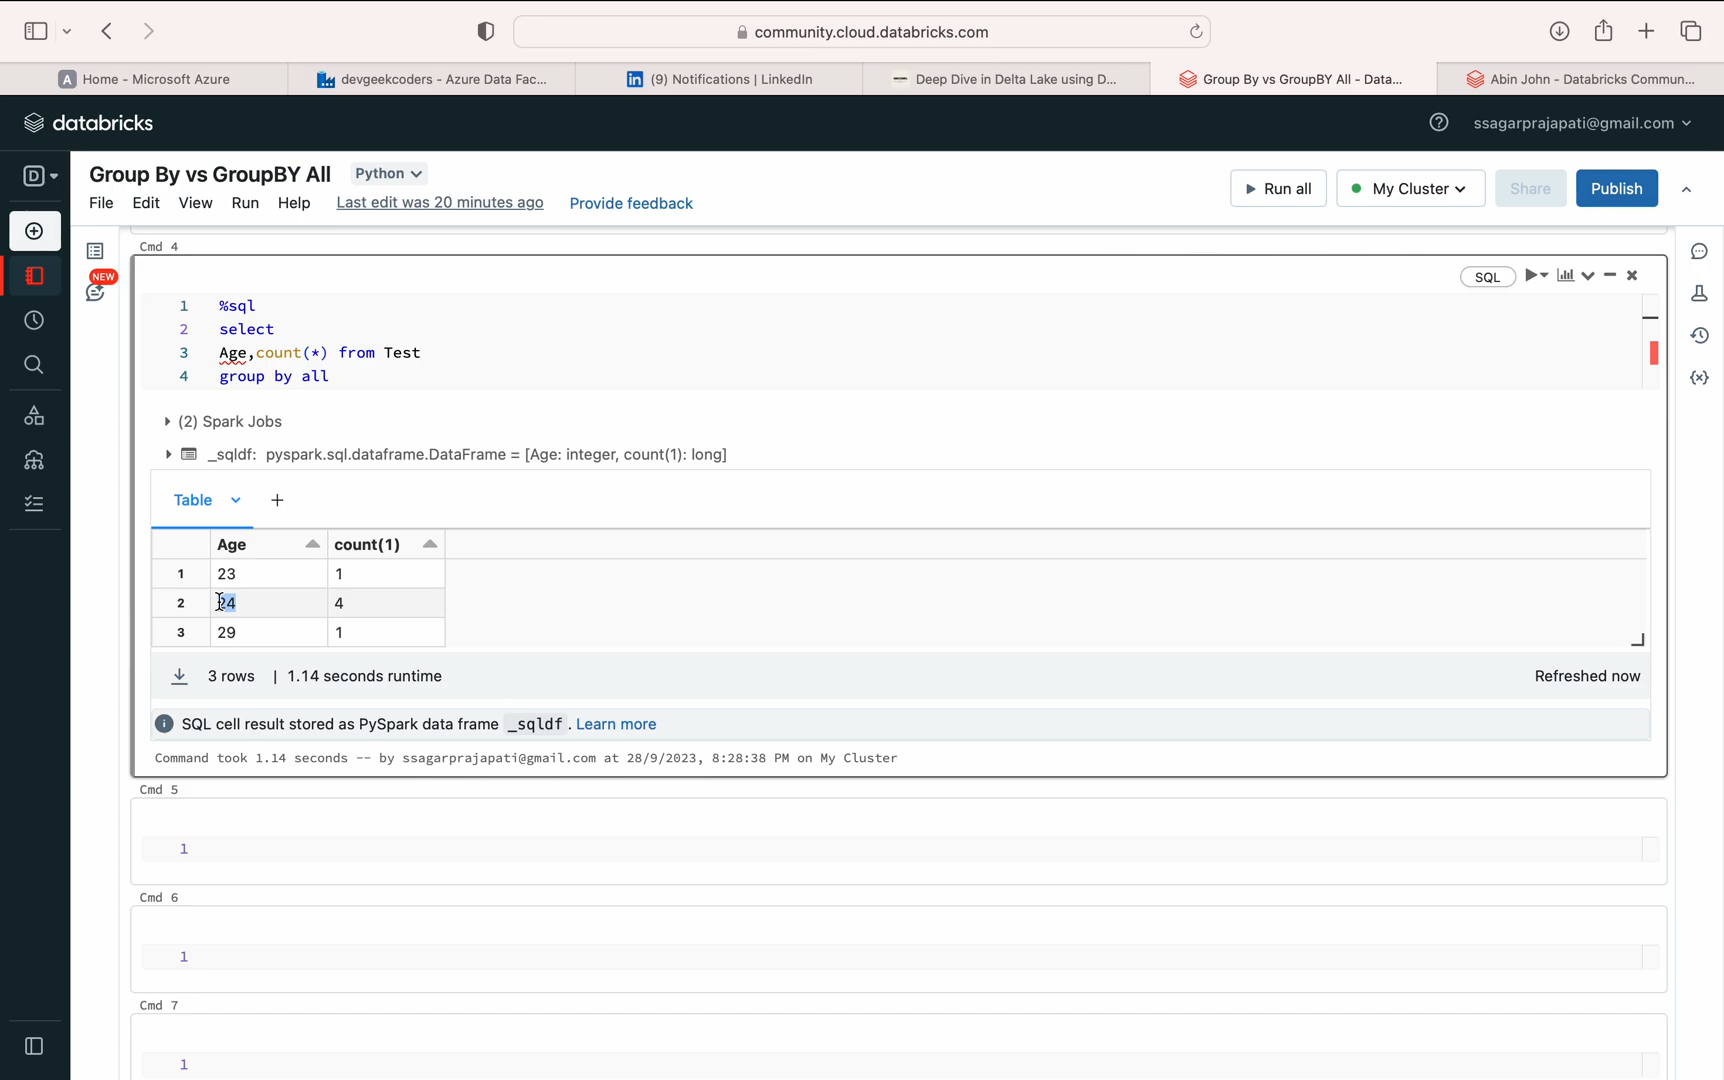 community.cloud.databricks.com
A Home - Microsoft Azure
devgeekcoders - Azure Data Fac...
in (9) Notifications | LinkedIn
Deep Dive in Delta Lake using D...
Group By vs GroupBY All - Data...
Abin John - Databricks Commun...
databricks
ssagarprajapati@gmail.com
D
Group By vs GroupBY All
Python
File Edit View Run Help Last edit was 20 minutes ago Provide feedback
Run all
My Cluster
Share
Publish
NEW
Cmd 4
SQL
1 %sql
2 select
3 Age,count(*) from Test
4 group by all
(2) Spark Jobs
_sqldf: pyspark.sql.dataframe.DataFrame = [Age: integer, count(1): long]
Table +
Age count(1)
1 23 1
2 24 4
3 29 1
3 rows | 1.14 seconds runtime
Refreshed now
SQL cell result stored as PySpark data frame _sqldf. Learn more
Command took 1.14 seconds -- by ssagarprajapati@gmail.com at 28/9/2023, 8:28:38 PM on My Cluster
Cmd 5
1
Cmd 6
1
Cmd 7
1